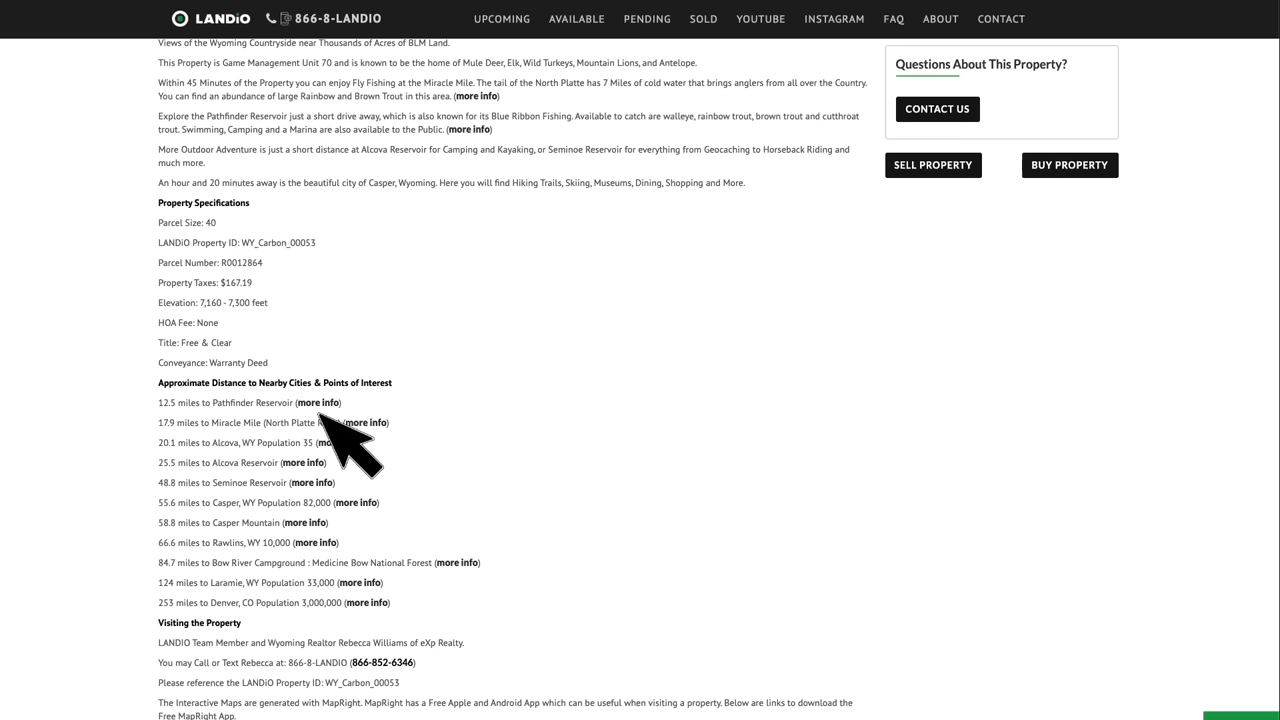 LANDiO 866-8-LANDIO UPCOMING AVAILABLE PENDING SOLD YOUTUBE INSTAGRAM FAQ ABOUT CONTACT
Views of the Wyoming Countryside near Thousands of Acres of BLM Land.
This Property is Game Management Unit 70 and is known to be the home of Mule Deer, Elk, Wild Turkeys, Mountain Lions, and Antelope.
Within 45 Minutes of the Property you can enjoy Fly Fishing at the Miracle Mile. The tail of the North Platte has 7 Miles of cold water that brings anglers from all over the Country.
You can find an abundance of large Rainbow and Brown Trout in this area. (more info)
Explore the Pathfinder Reservoir just a short drive away, which is also known for its Blue Ribbon Fishing. Available to catch are walleye, rainbow trout, brown trout and cutthroat
trout. Swimming, Camping and a Marina are also available to the Public. (more info)
More Outdoor Adventure is just a short distance at Alcova Reservoir for Camping and Kayaking, or Seminoe Reservoir for everything from Geocaching to Horseback Riding and
much more.
An hour and 20 minutes away is the beautiful city of Casper, Wyoming. Here you will find Hiking Trails, Skiing, Museums, Dining, Shopping and More.
Property Specifications
Parcel Size: 40
LANDiO Property ID: WY_Carbon_00053
Parcel Number: R0012864
Property Taxes: $167.19
Elevation: 7,160 - 7,300 feet
HOA Fee: None
Title: Free & Clear
Conveyance: Warranty Deed
Approximate Distance to Nearby Cities & Points of Interest
12.5 miles to Pathfinder Reservoir (more info)
17.9 miles to Miracle Mile (North Platte (more info)
20.1 miles to Alcova, WY Population 35
25.5 miles to Alcova Reservoir (more info)
48.8 miles to Seminoe Reservoir (more info)
55.6 miles to Casper, WY Population 82,000 (more info)
58.8 miles to Casper Mountain (more info)
66.6 miles to Rawlins, WY 10,000 (more info)
84.7 miles to Bow River Campground : Medicine Bow National Forest (more info)
124 miles to Laramie, WY Population 33,000 (more info)
253 miles to Denver, CO Population 3,000,000 (more info)
Visiting the Property
LANDIO Team Member and Wyoming Realtor Rebecca Williams of eXp Realty.
You may Call or Text Rebecca at: 866-8-LANDIO (866-852-6346)
Please reference the LANDiO Property ID: WY_Carbon_00053
The Interactive Maps are generated with MapRight. MapRight has a Free Apple and Android App which can be useful when visiting a property. Below are links to download the
Free MapRight App.
Questions About This Property?
CONTACT US
SELL PROPERTY BUY PROPERTY